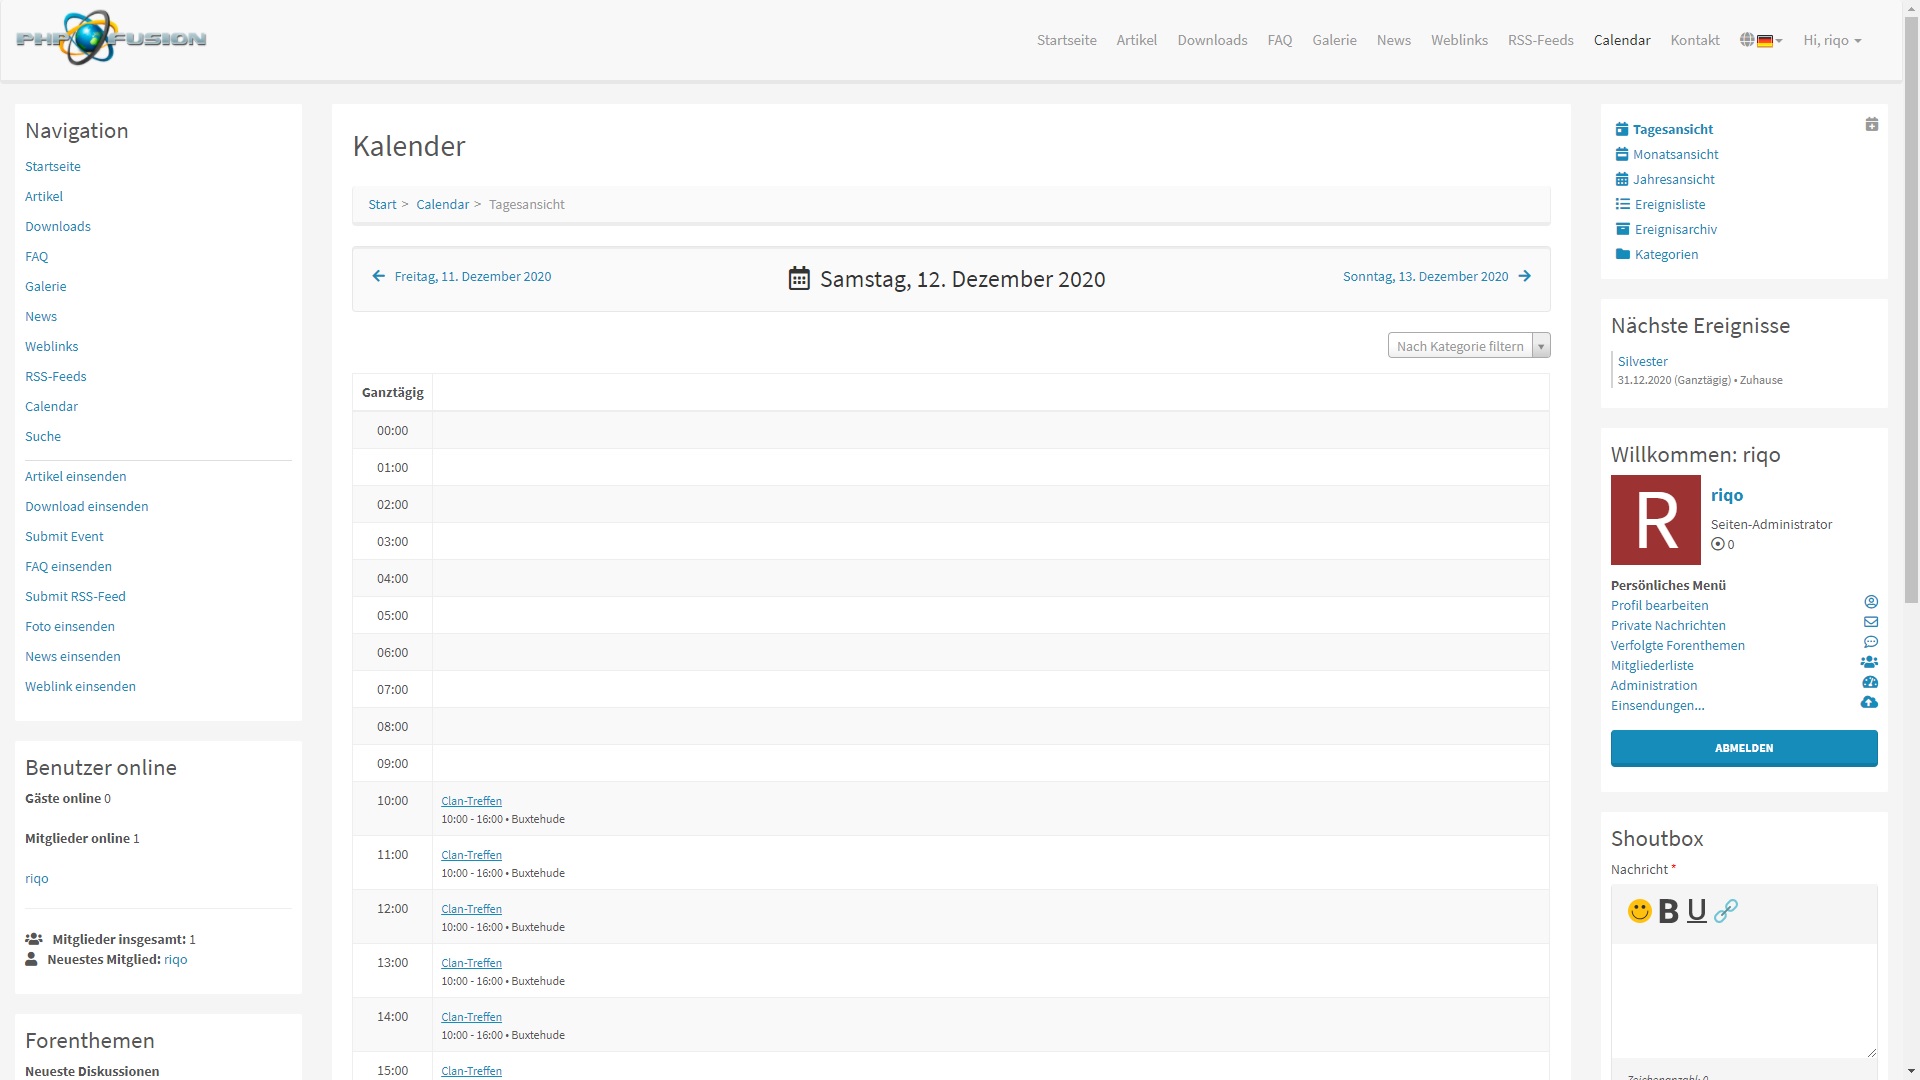 PHP FUSION
Startseite Artikel Downloads FAQ Galerie News Weblinks RSS-Feeds Calendar Kontakt Hi, riqo
Navigation
Startseite
Artikel
Downloads
FAQ
Galerie
News
Weblinks
RSS-Feeds
Calendar
Suche
Artikel einsenden
Download einsenden
Submit Event
FAQ einsenden
Submit RSS-Feed
Foto einsenden
News einsenden
Weblink einsenden
Benutzer online
Gäste online 0
Mitglieder online 1
riqo
Mitglieder insgesamt: 1
Neuestes Mitglied: riqo
Forenthemen
Neueste Diskussionen
Kalender
Start > Calendar > Tagesansicht
Freitag, 11. Dezember 2020
Samstag, 12. Dezember 2020
Sonntag, 13. Dezember 2020
Nach Kategorie filtern
Ganztägig
00:00
01:00
02:00
03:00
04:00
05:00
06:00
07:00
08:00
09:00
10:00 Clan-Treffen
10:00 - 16:00 • Buxtehude
11:00 Clan-Treffen
10:00 - 16:00 • Buxtehude
12:00 Clan-Treffen
10:00 - 16:00 • Buxtehude
13:00 Clan-Treffen
10:00 - 16:00 • Buxtehude
14:00 Clan-Treffen
10:00 - 16:00 • Buxtehude
15:00 Clan-Treffen
Tagesansicht
Monatsansicht
Jahresansicht
Ereignisliste
Ereignisarchiv
Kategorien
Nächste Ereignisse
Silvester
31.12.2020 (Ganztägig) • Zuhause
Willkommen: riqo
R
riqo
Seiten-Administrator
0
Persönliches Menü
Profil bearbeiten
Private Nachrichten
Verfolgte Forenthemen
Mitgliederliste
Administration
Einsendungen...
ABMELDEN
Shoutbox
Nachricht *
B U
Zeichenanzahl: 0